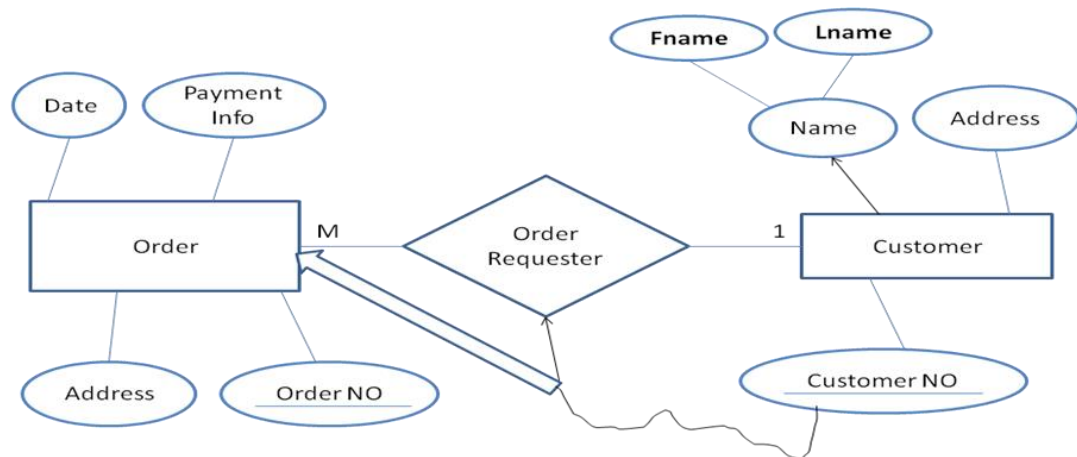 Fname
Lname
Date
Payment
Info
Name
Address
Order
M
Order
Requester
1
Customer
Address
Order NO
Customer NO